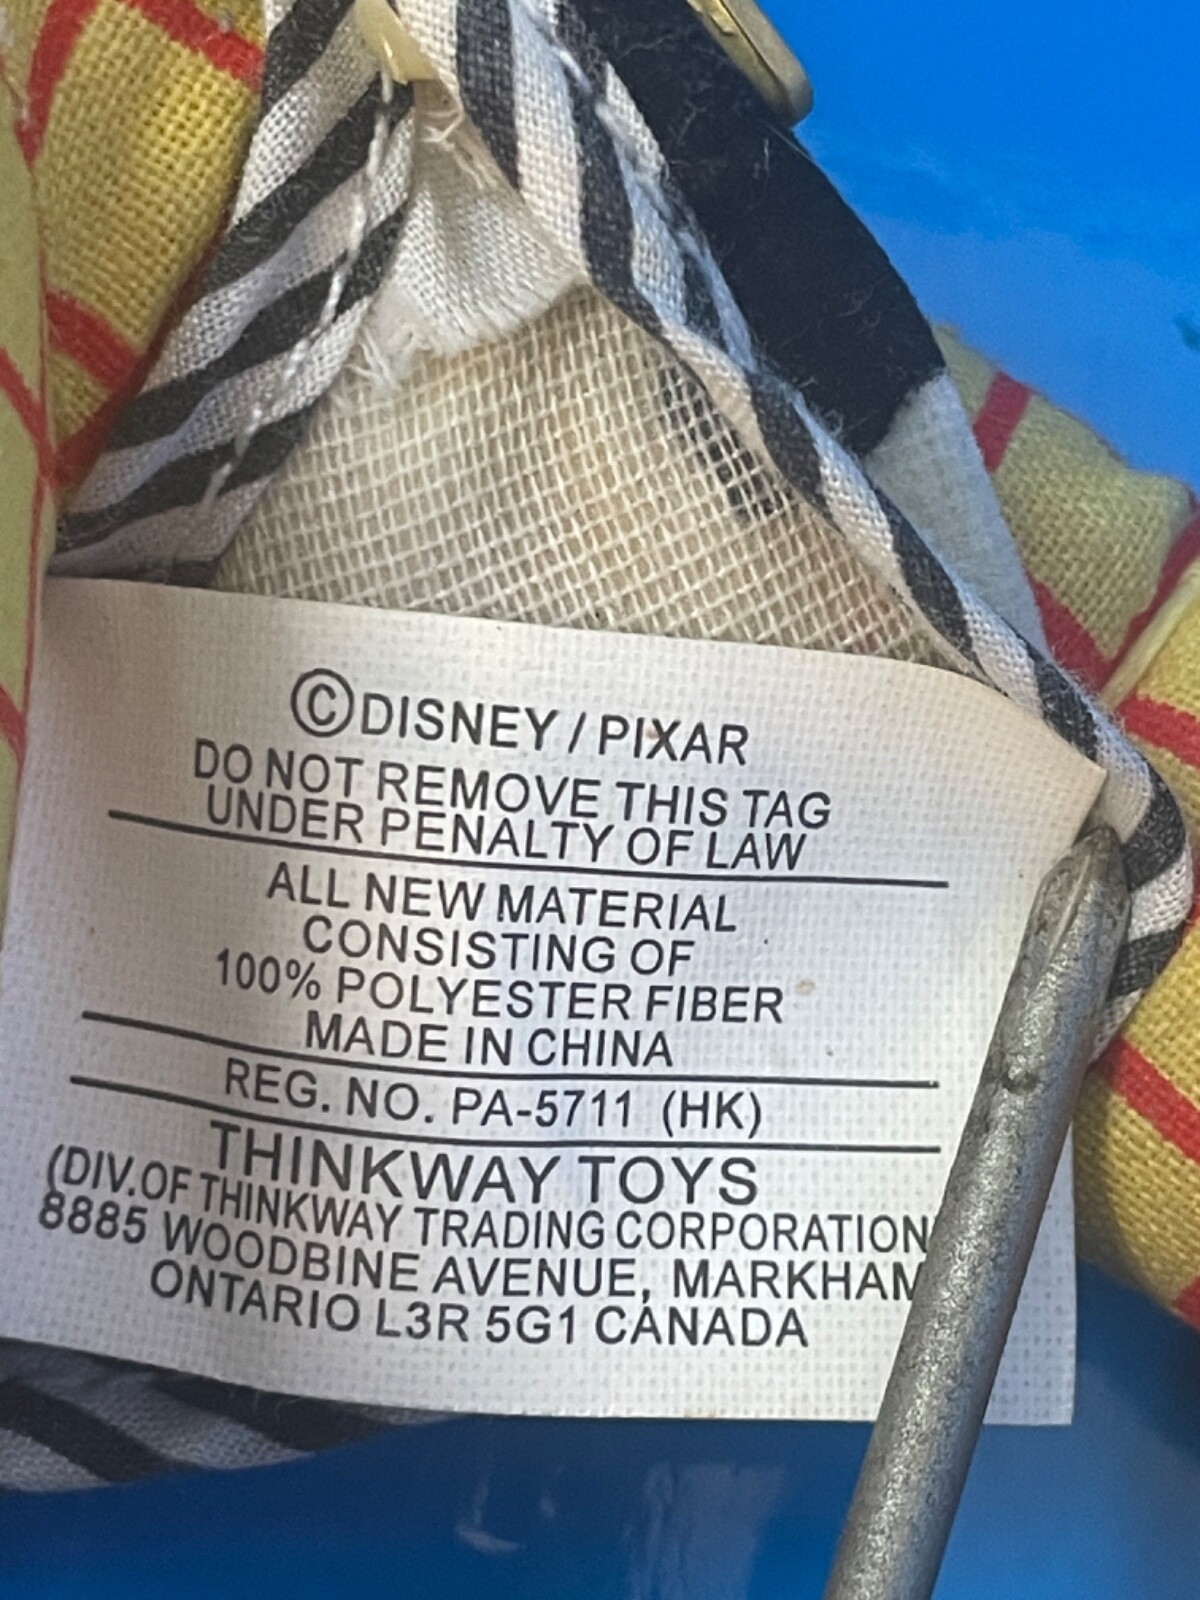 ©DISNEY / PIXAR
DO NOT REMOVE THIS TAG
UNDER PENALTY OF LAW
ALL NEW MATERIAL
CONSISTING OF
100% POLYESTER FIBER
MADE IN CHINA
REG. NO. PA-5711 (HK)
THINKWAY TOYS
(DIV.OF THINKWAY TRADING CORPORATION
8885 WOODBINE AVENUE, MARKHAM
ONTARIO L3R 5G1 CANADA